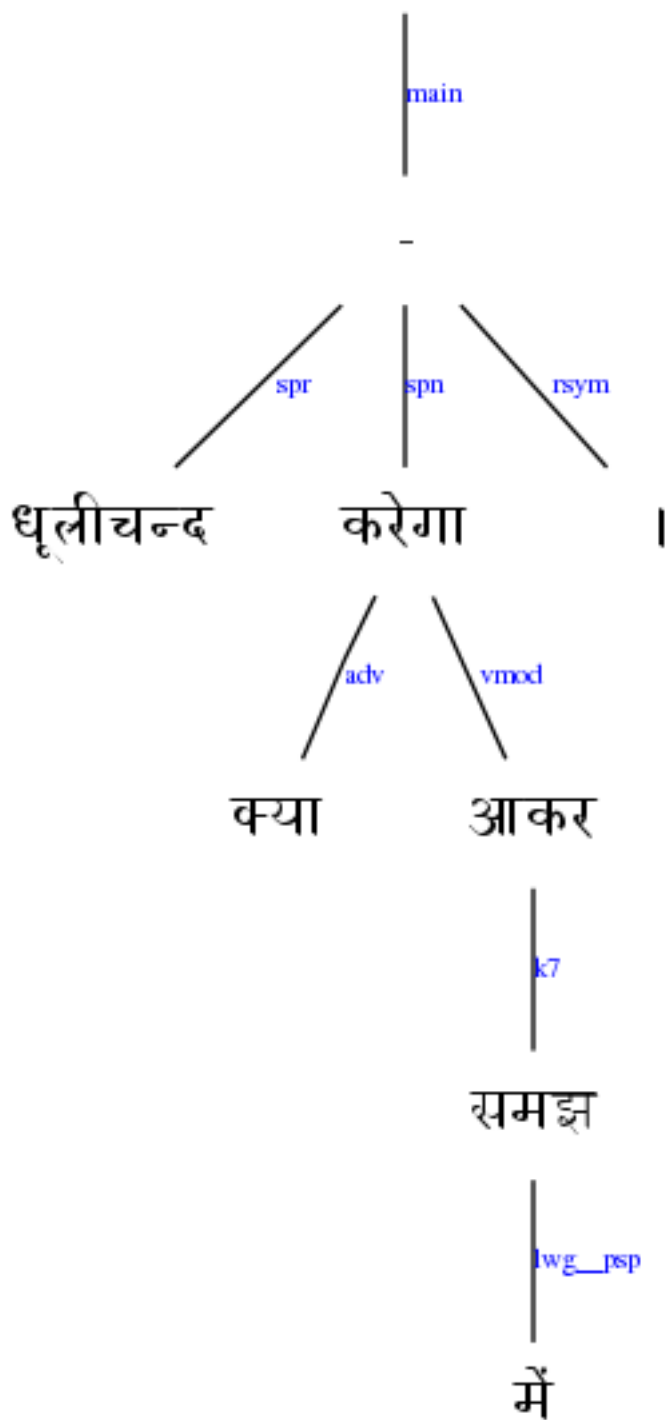 main
-
spr spn rsym
धूलीचन्द करेगा ।
adv vmod
क्या आकर
k7
समझ
lwg__psp
में